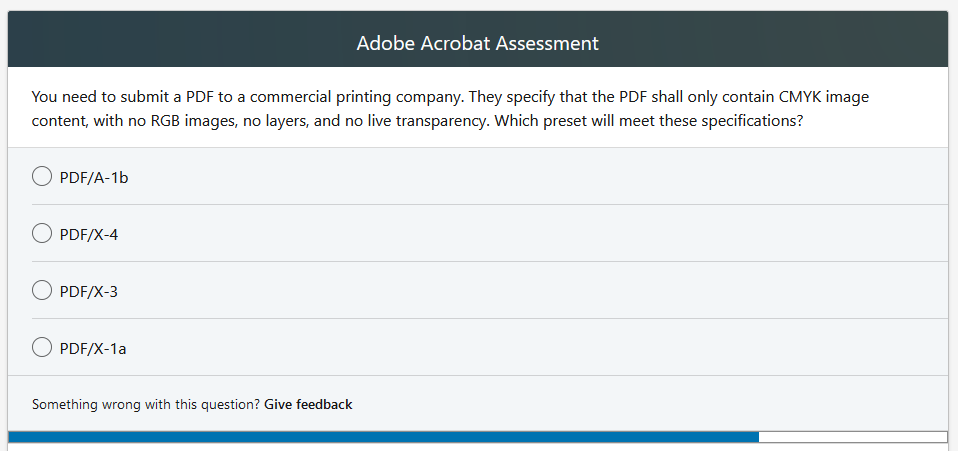 Adobe Acrobat Assessment
You need to submit a PDF to a commercial printing company. They specify that the PDF shall only contain CMYK image
content, with no RGB images, no layers, and no live transparency. Which preset will meet these specifications?
PDF/A-1b
PDF/X-4
PDF/X-3
PDF/X-1a
Something wrong with this question? Give feedback